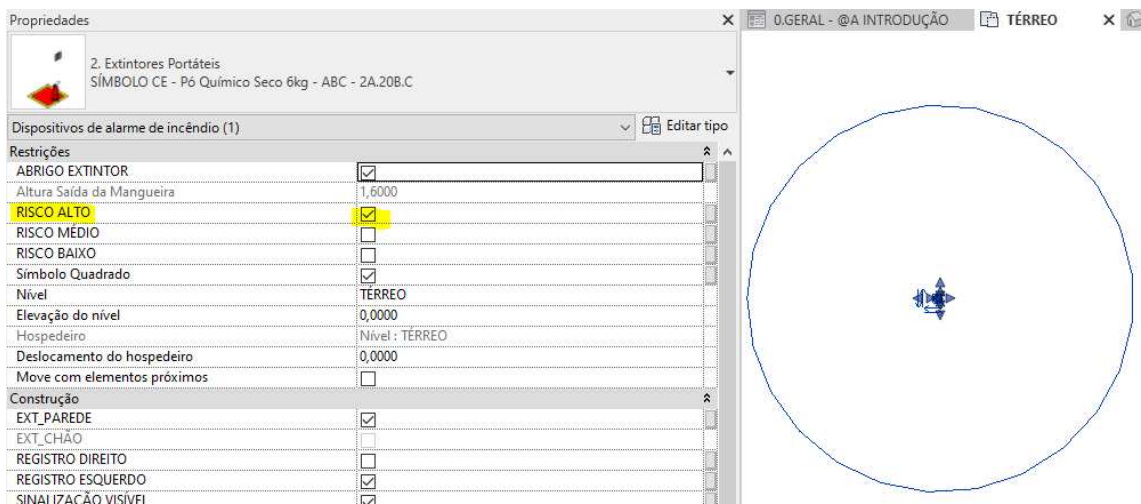 Propriedades
0.GERAL - @A INTRODUÇÃO
TÉRREO
2. Extintores Portáteis
SÍMBOLO CE - Pó Químico Seco 6kg - ABC - 2A.20B.C
Dispositivos de alarme de incêndio (1)
Editar tipo
Restrições
ABRIGO EXTINTOR
Altura Saída da Mangueira 1,6000
RISCO ALTO
RISCO MÉDIO
RISCO BAIXO
Símbolo Quadrado
Nível TÉRREO
Elevação do nível 0,0000
Hospedeiro Nível : TÉRREO
Deslocamento do hospedeiro 0,0000
Move com elementos próximos
Construção
EXT_PAREDE
EXT_CHÃO
REGISTRO DIREITO
REGISTRO ESQUERDO
SINALIZAÇÃO VISÍVEL